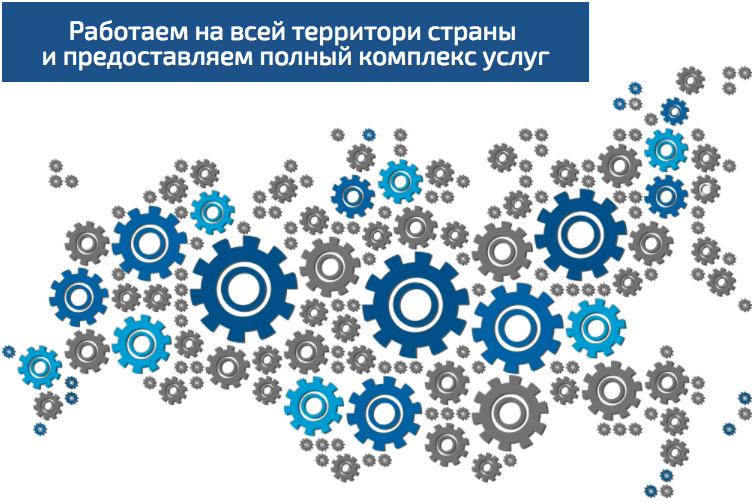 Работаем на всей территори страны
и предоставляем полный комплекс услуг